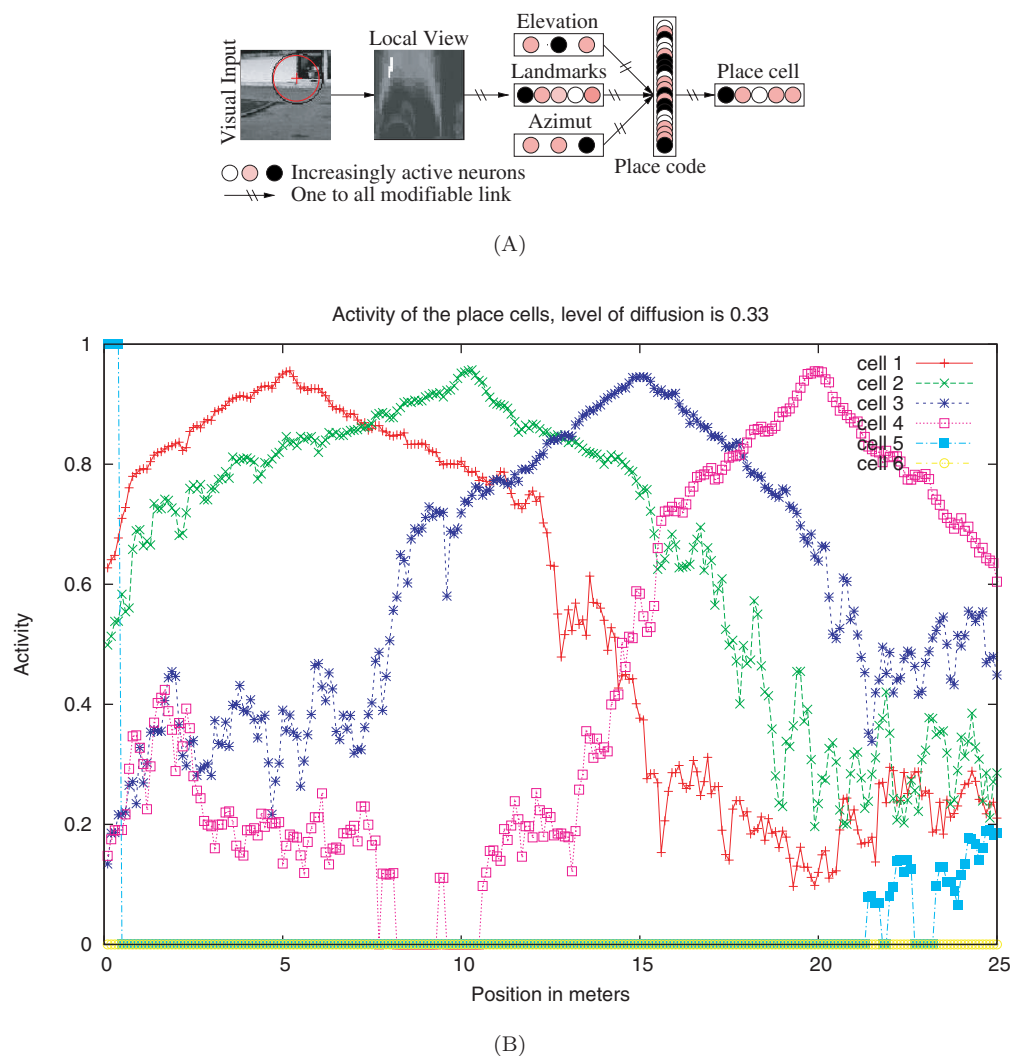 Elevation
Local View
Landmarks
Place cell
Visual Input
Azimut
Place code
Increasingly active neurons
One to all modifiable link
(A)
Activity of the place cells, level of diffusion is 0.33
1
0.8
0.6
0.4
0.2
0
Activity
cell 1
cell 2
cell 3
cell 4
cell 5
cell 6
0
5
10
15
20
25
Position in meters
(B)